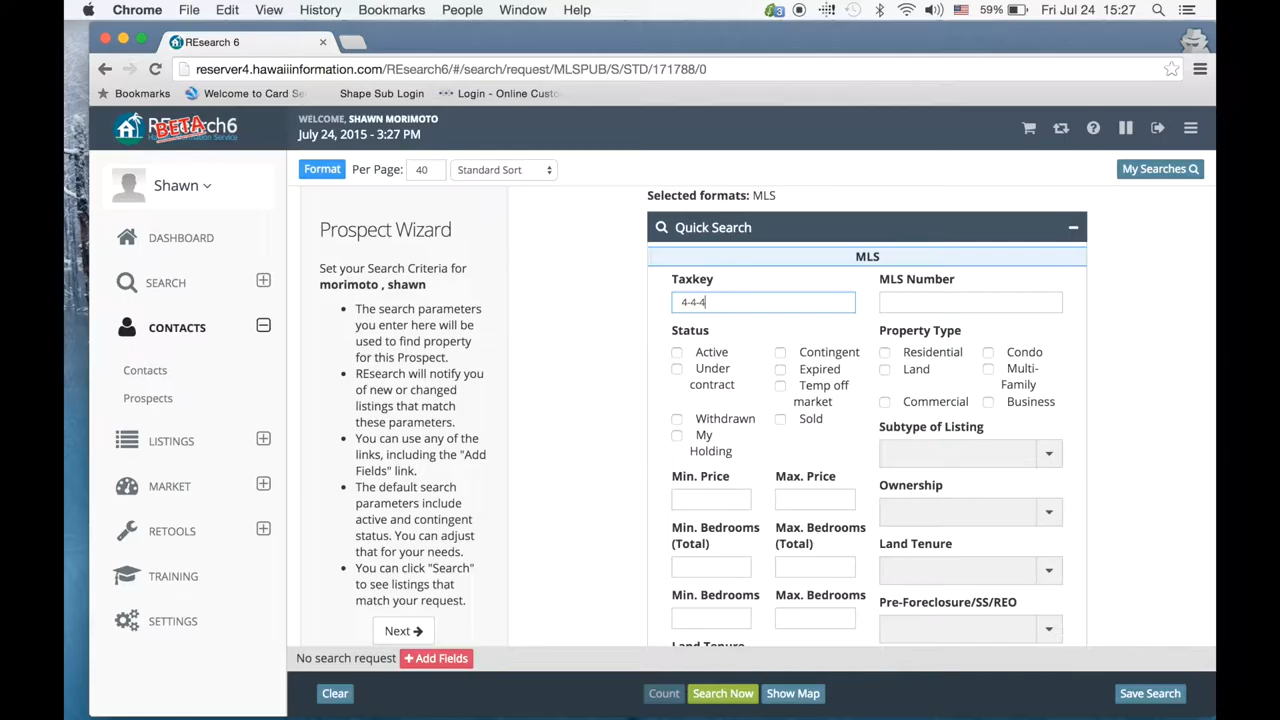 Chrome File Edit View History Bookmarks People Window Help
3 59% Fri Jul 24 15:27
REsearch 6
reserver4.hawaiiinformation.com/REsearch6/#/search/request/MLSPUB/S/STD/171788/0
Bookmarks Welcome to Card Se Shape Sub Login Login - Online Custo
REsearch6
BETA
WELCOME, SHAWN MORIMOTO
July 24, 2015 - 3:27 PM
Shawn
DASHBOARD
SEARCH
CONTACTS
Contacts
Prospects
LISTINGS
MARKET
RETOOLS
TRAINING
SETTINGS
Format Per Page: 40 Standard Sort
My Searches
Prospect Wizard
Set your Search Criteria for
morimoto , shawn
The search parameters
you enter here will be
used to find property
for this Prospect.
REsearch will notify you
of new or changed
listings that match
these parameters.
You can use any of the
links, including the "Add
Fields" link.
The default search
parameters include
active and contingent
status. You can adjust
that for your needs.
You can click "Search"
to see listings that
match your request.
Next
Selected formats: MLS
Quick Search
MLS
Taxkey
4-4-4
MLS Number
Status
Active
Contingent
Under
contract
Expired
Temp off
market
Withdrawn
Sold
My
Holding
Property Type
Residential
Condo
Land
Multi-
Family
Commercial
Business
Subtype of Listing
Min. Price
Max. Price
Ownership
Min. Bedrooms
(Total)
Max. Bedrooms
(Total)
Land Tenure
Min. Bedrooms
Max. Bedrooms
Pre-Foreclosure/SS/REO
Land Tenure
No search request + Add Fields
Clear
Count
Search Now
Show Map
Save Search